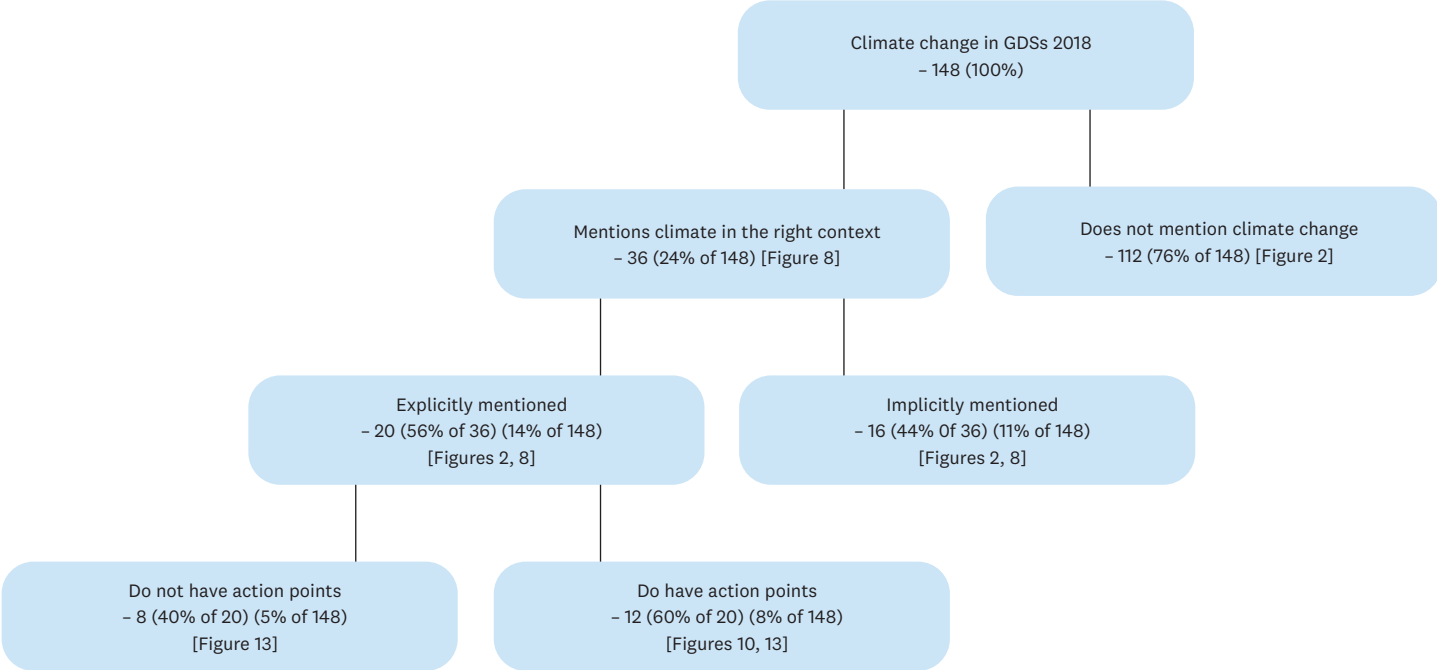 Climate change in GDSs 2018
– 148 (100%)
Mentions climate in the right context
– 36 (24% of 148) [Figure 8]
Does not mention climate change
– 112 (76% of 148) [Figure 2]
Explicitly mentioned
– 20 (56% of 36) (14% of 148)
[Figures 2, 8]
Implicitly mentioned
– 16 (44% 0f 36) (11% of 148)
[Figures 2, 8]
Do not have action points
– 8 (40% of 20) (5% of 148)
[Figure 13]
Do have action points
– 12 (60% of 20) (8% of 148)
[Figures 10, 13]